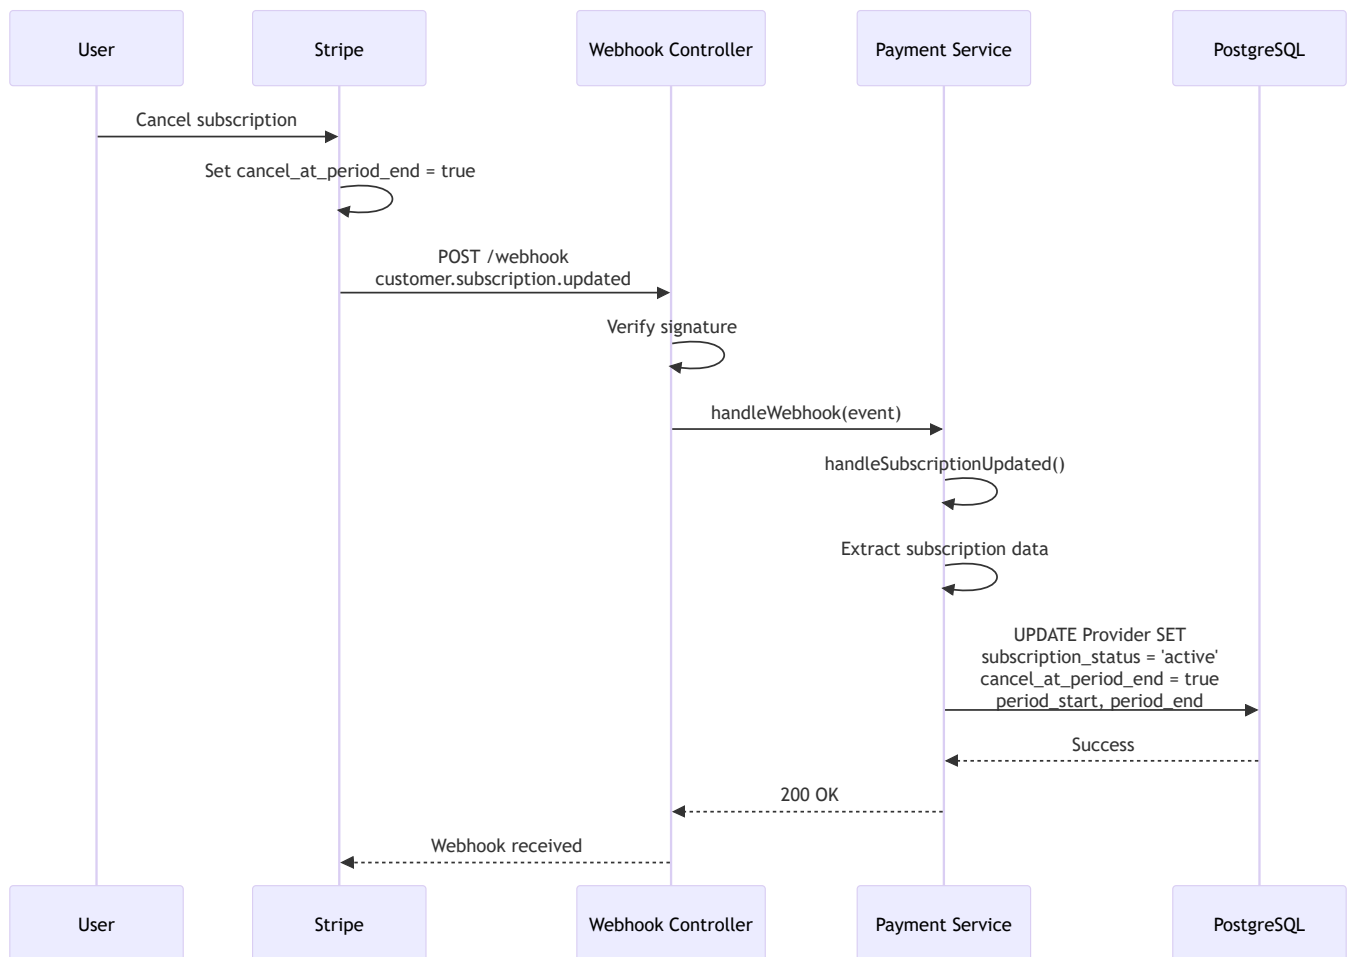 User
Stripe
Webhook Controller
Payment Service
PostgreSQL
Cancel subscription
Set cancel_at_period_end = true
POST /webhook
customer.subscription.updated
Verify signature
handleWebhook(event)
handleSubscriptionUpdated()
Extract subscription data
UPDATE Provider SET
subscription_status = 'active'
cancel_at_period_end = true
period_start, period_end
Success
200 OK
Webhook received
User
Stripe
Webhook Controller
Payment Service
PostgreSQL